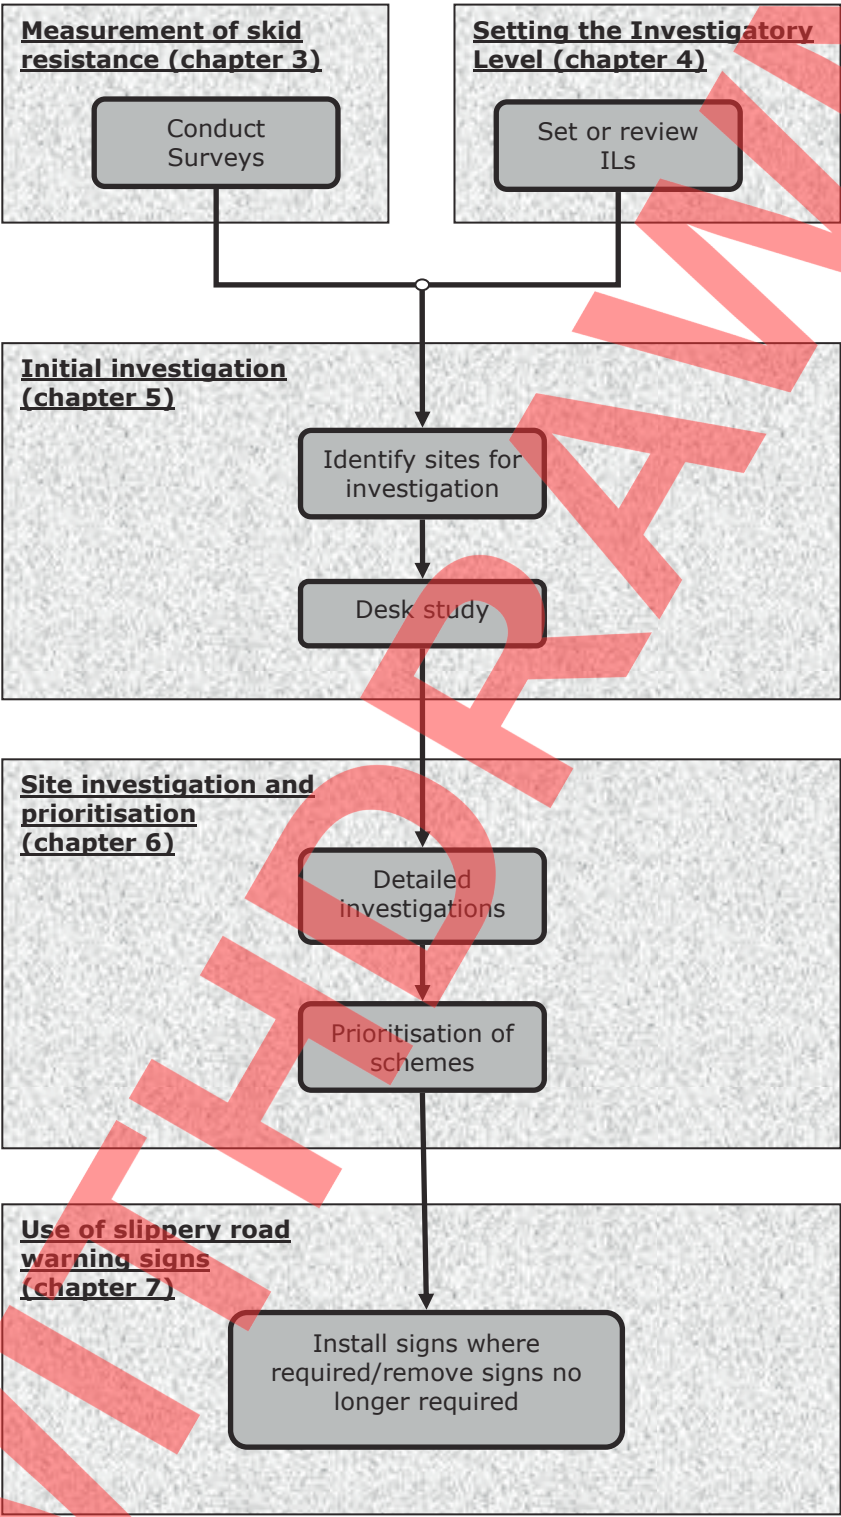 Measurement of skid
resistance (chapter 3)
Conduct
Surveys
Setting the Investigatory
Level (chapter 4)
Set or review
ILs
Initial investigation
(chapter 5)
Identify sites for
investigation
Desk study
Site investigation and
prioritisation
(chapter 6)
Detailed
investigations
Prioritisation of
schemes
Use of slippery road
warning signs
(chapter 7)
Install signs where
required/remove signs no
longer required
WITHDRAWN